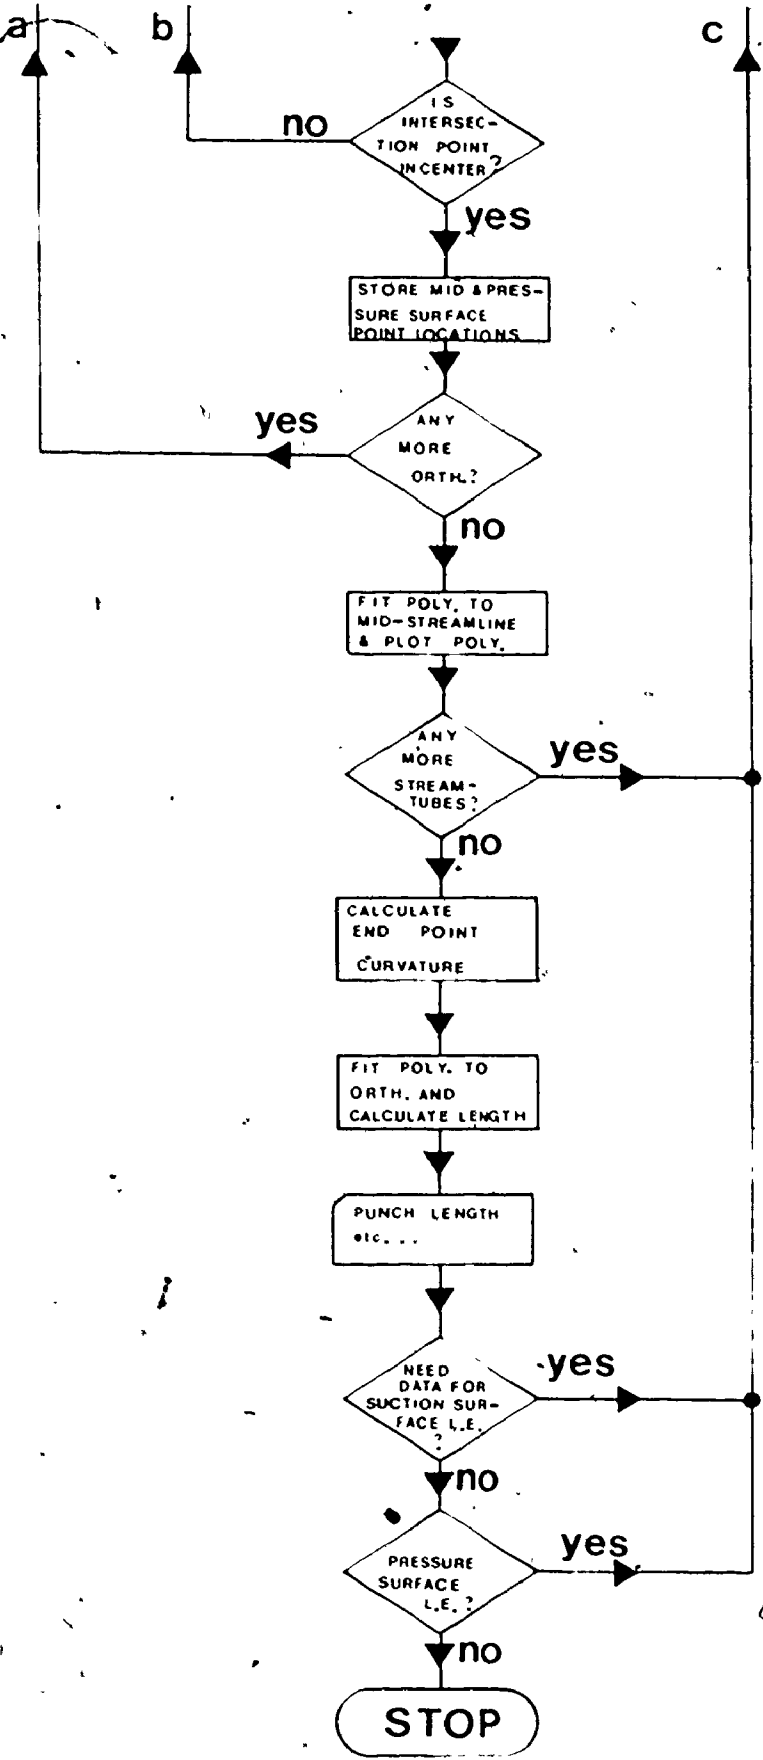 a
b
c
IS
INTERSEC-
TION POINT
IN CENTER?
no
yes
STORE MID & PRES-
SURE SURFACE
POINT LOCATIONS
ANY
MORE
ORTH.?
yes
no
FIT POLY. TO
MID-STREAMLINE
& PLOT POLY.
ANY
MORE
STREAM-
TUBES?
yes
no
CALCULATE
END POINT
CURVATURE
FIT POLY. TO
ORTH. AND
CALCULATE LENGTH
PUNCH LENGTH
etc...
NEED
DATA FOR
SUCTION SUR-
FACE L.E.
?
yes
no
PRESSURE
SURFACE
L.E.?
yes
no
STOP